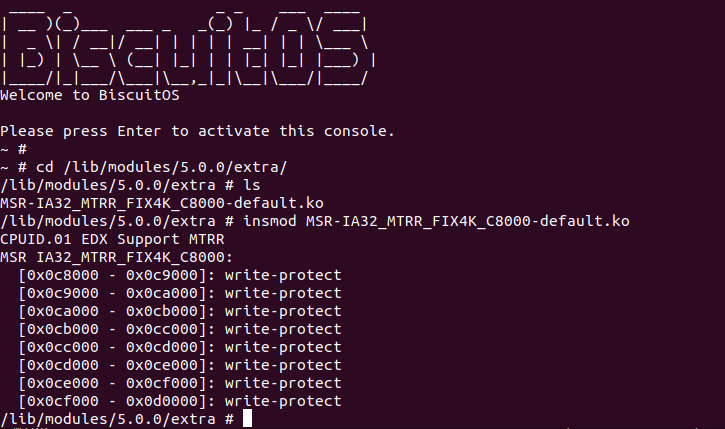 BiscuitOS
Welcome to BiscuitOS
Please press Enter to activate this console.
~ #
~ # cd /lib/modules/5.0.0/extra/
/lib/modules/5.0.0/extra # ls
MSR-IA32_MTRR_FIX4K_C8000-default.ko
/lib/modules/5.0.0/extra # insmod MSR-IA32_MTRR_FIX4K_C8000-default.ko
CPUID.01 EDX Support MTRR
MSR IA32_MTRR_FIX4K_C8000:
[0x0c8000 - 0x0c9000]: write-protect
[0x0c9000 - 0x0ca000]: write-protect
[0x0ca000 - 0x0cb000]: write-protect
[0x0cb000 - 0x0cc000]: write-protect
[0x0cc000 - 0x0cd000]: write-protect
[0x0cd000 - 0x0ce000]: write-protect
[0x0ce000 - 0x0cf000]: write-protect
[0x0cf000 - 0x0d0000]: write-protect
/lib/modules/5.0.0/extra #